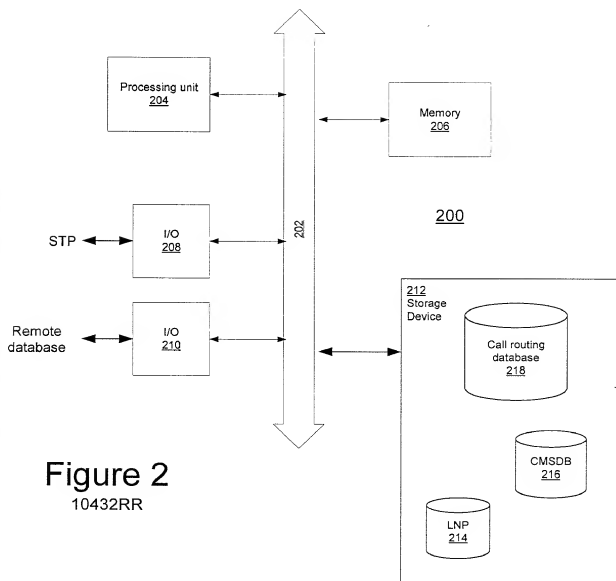 Processing unit
204
Memory
206
200
I/O
208
STP
202
I/O
210
Remote
database
212
Storage
Device
Call routing
database
218
CMSDB
216
LNP
214
Figure 2
10432RR